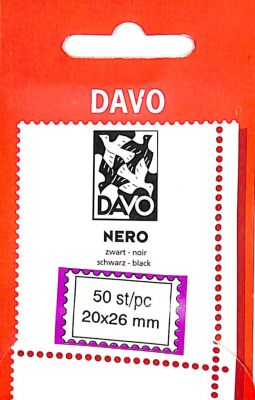 DAVO
DAVO
NERO
zwart - noir
schwarz - black
50 st/pc
20x26 mm